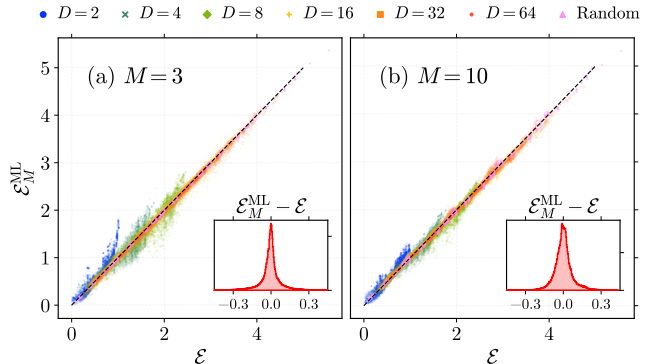 D = 2 D = 4 D = 8 D = 16 D = 32 D = 64 Random
(a) M = 3
(b) M = 10
5
4
3
2
1
0
ℰ_M^ML
ℰ_M^ML − ℰ
−0.3 0.0 0.3
ℰ_M^ML − ℰ
−0.3 0.0 0.3
0 2 4
0 2 4
ℰ
ℰ